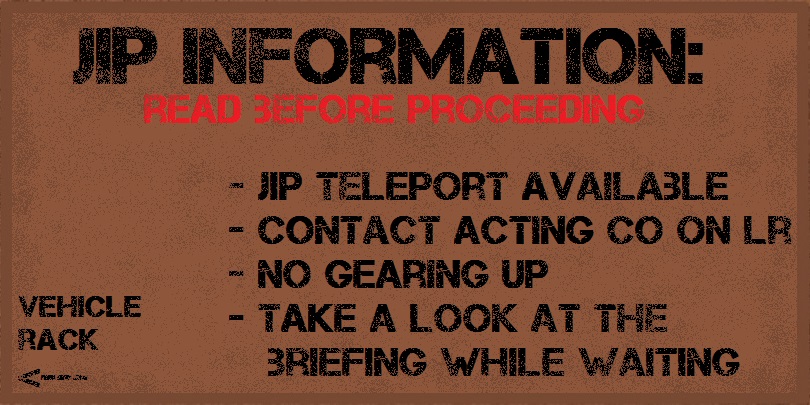 JIP INFORMATION:
READ BEFORE PROCEEDING
- JIP TELEPORT AVAILABLE
- CONTACT ACTING CO ON LR
- NO GEARING UP
- TAKE A LOOK AT THE
BRIEFING WHILE WAITING
VEHICLE
RACK
<---